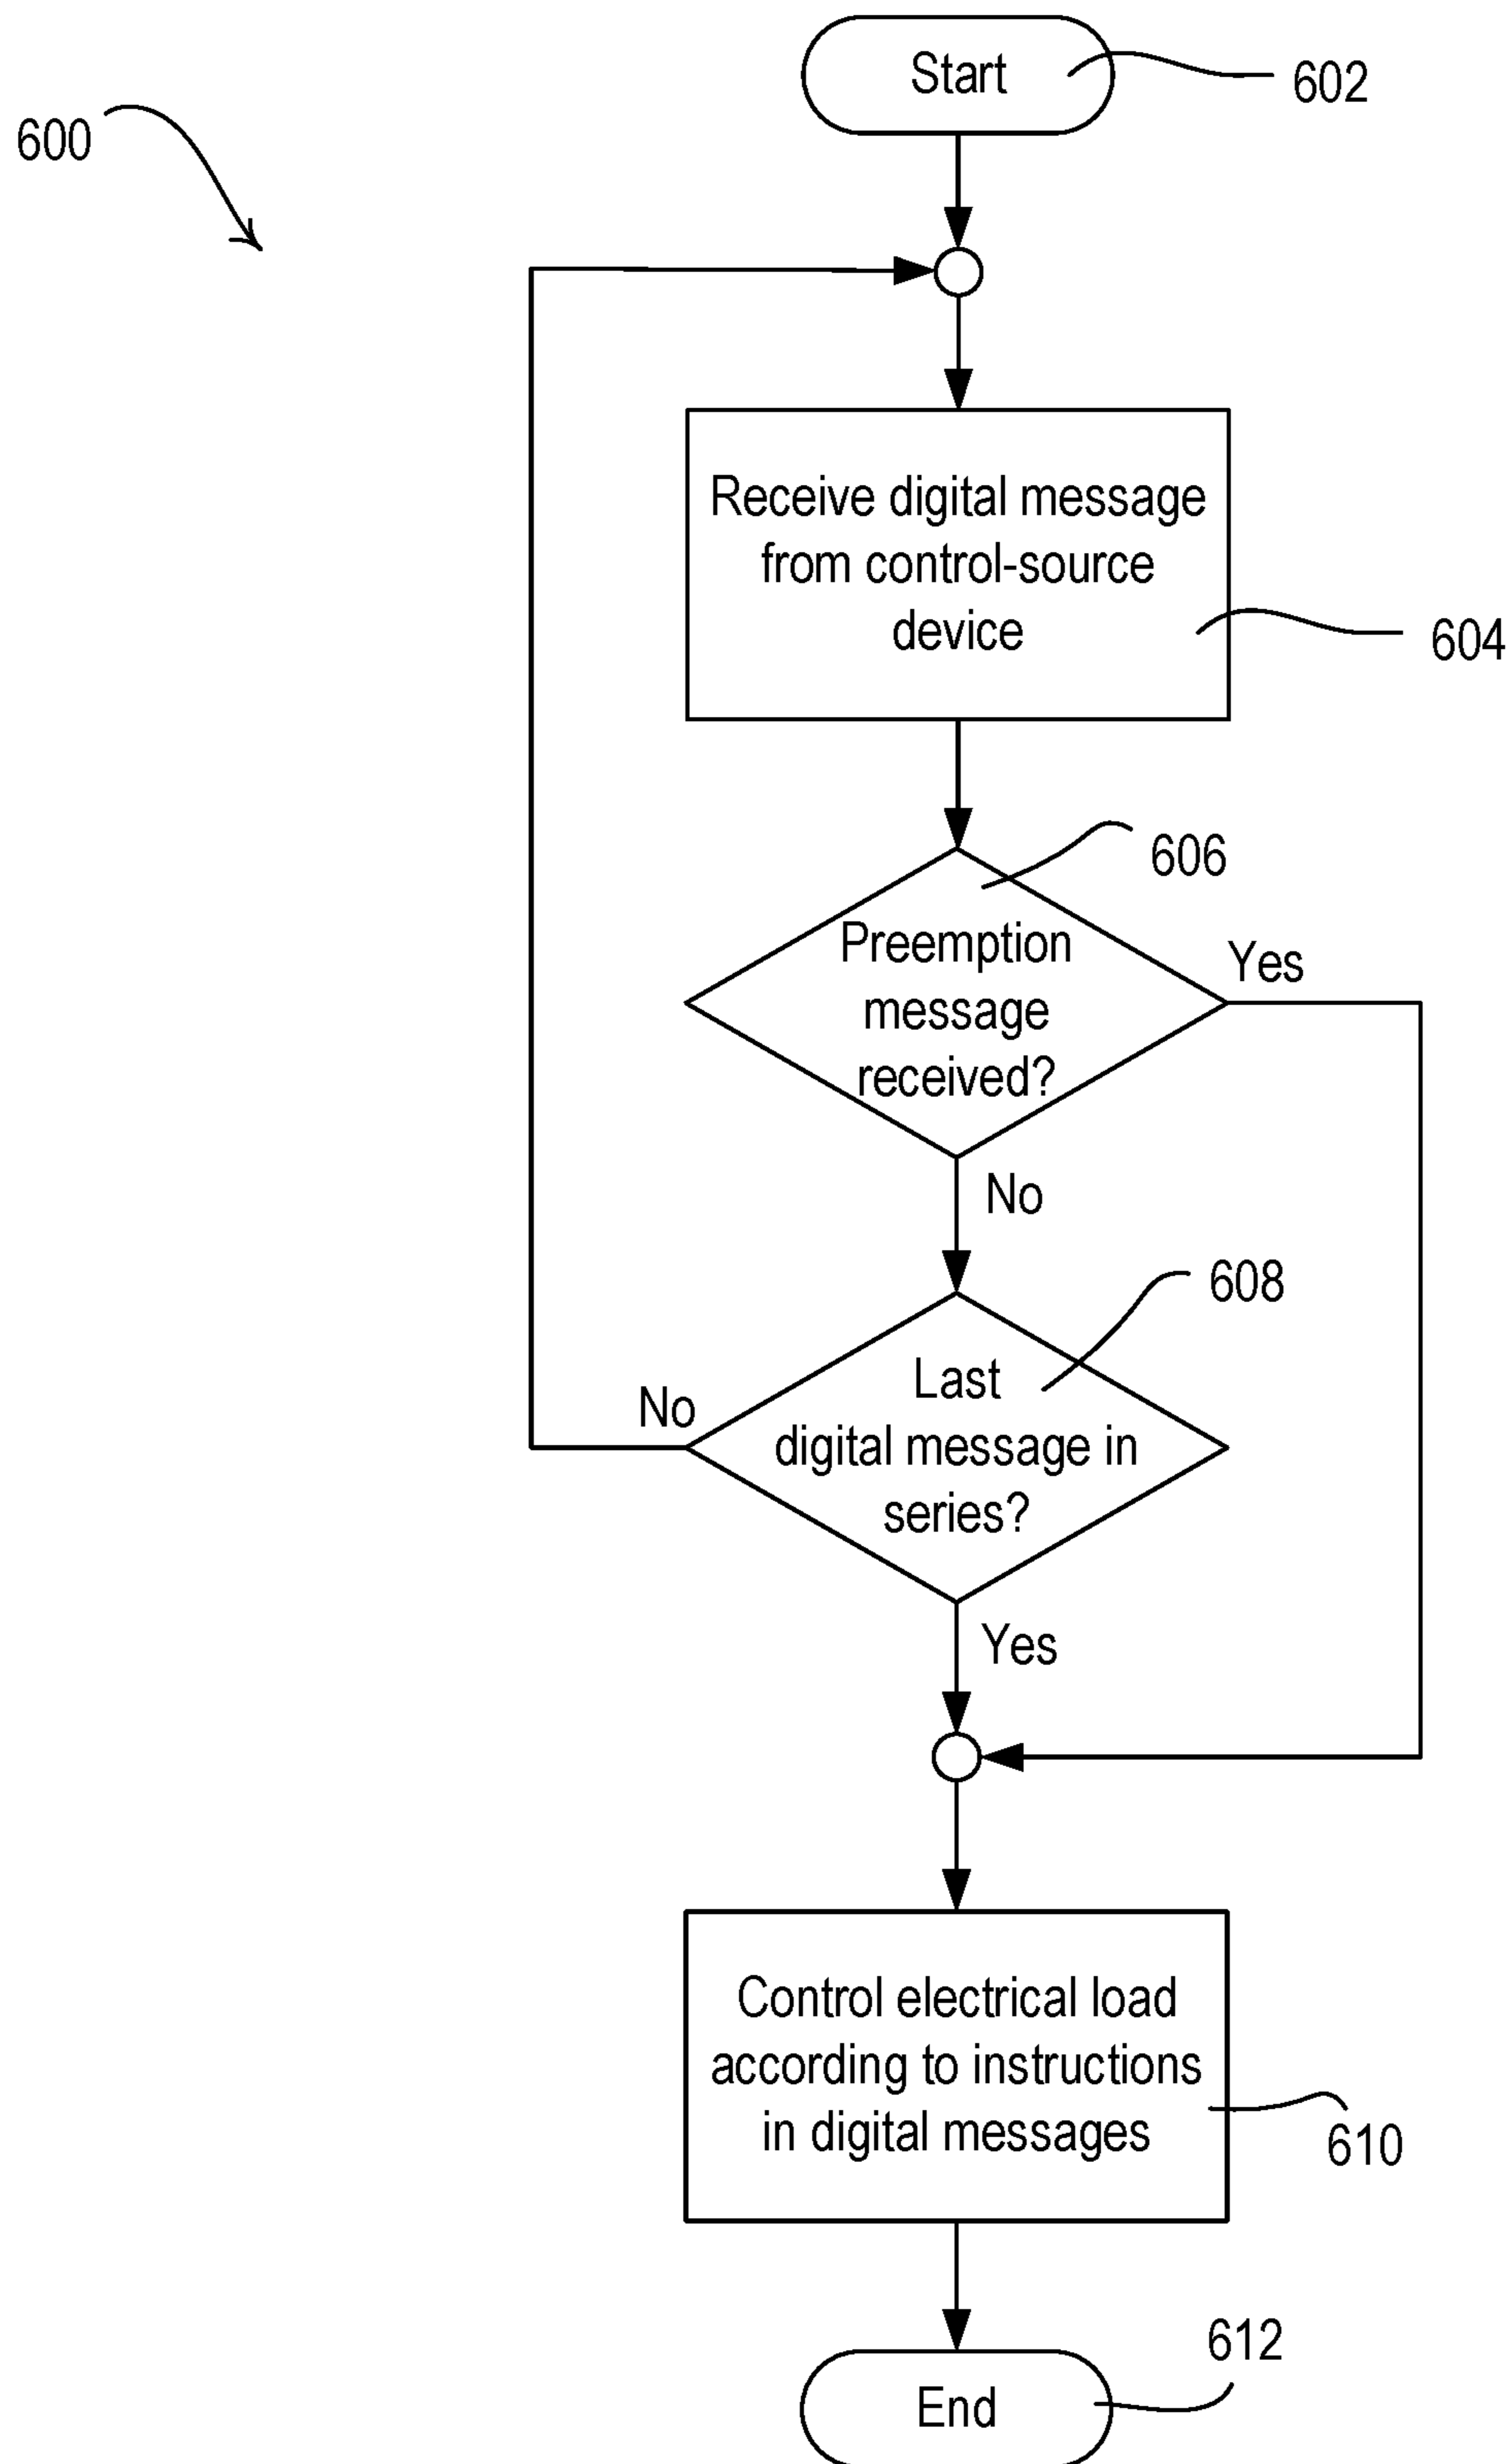 Start
602
600
Receive digital message
from control-source
device
604
606
Preemption
message
received?
Yes
No
608
Last
digital message in
series?
No
Yes
Control electrical load
according to instructions
in digital messages
610
612
End